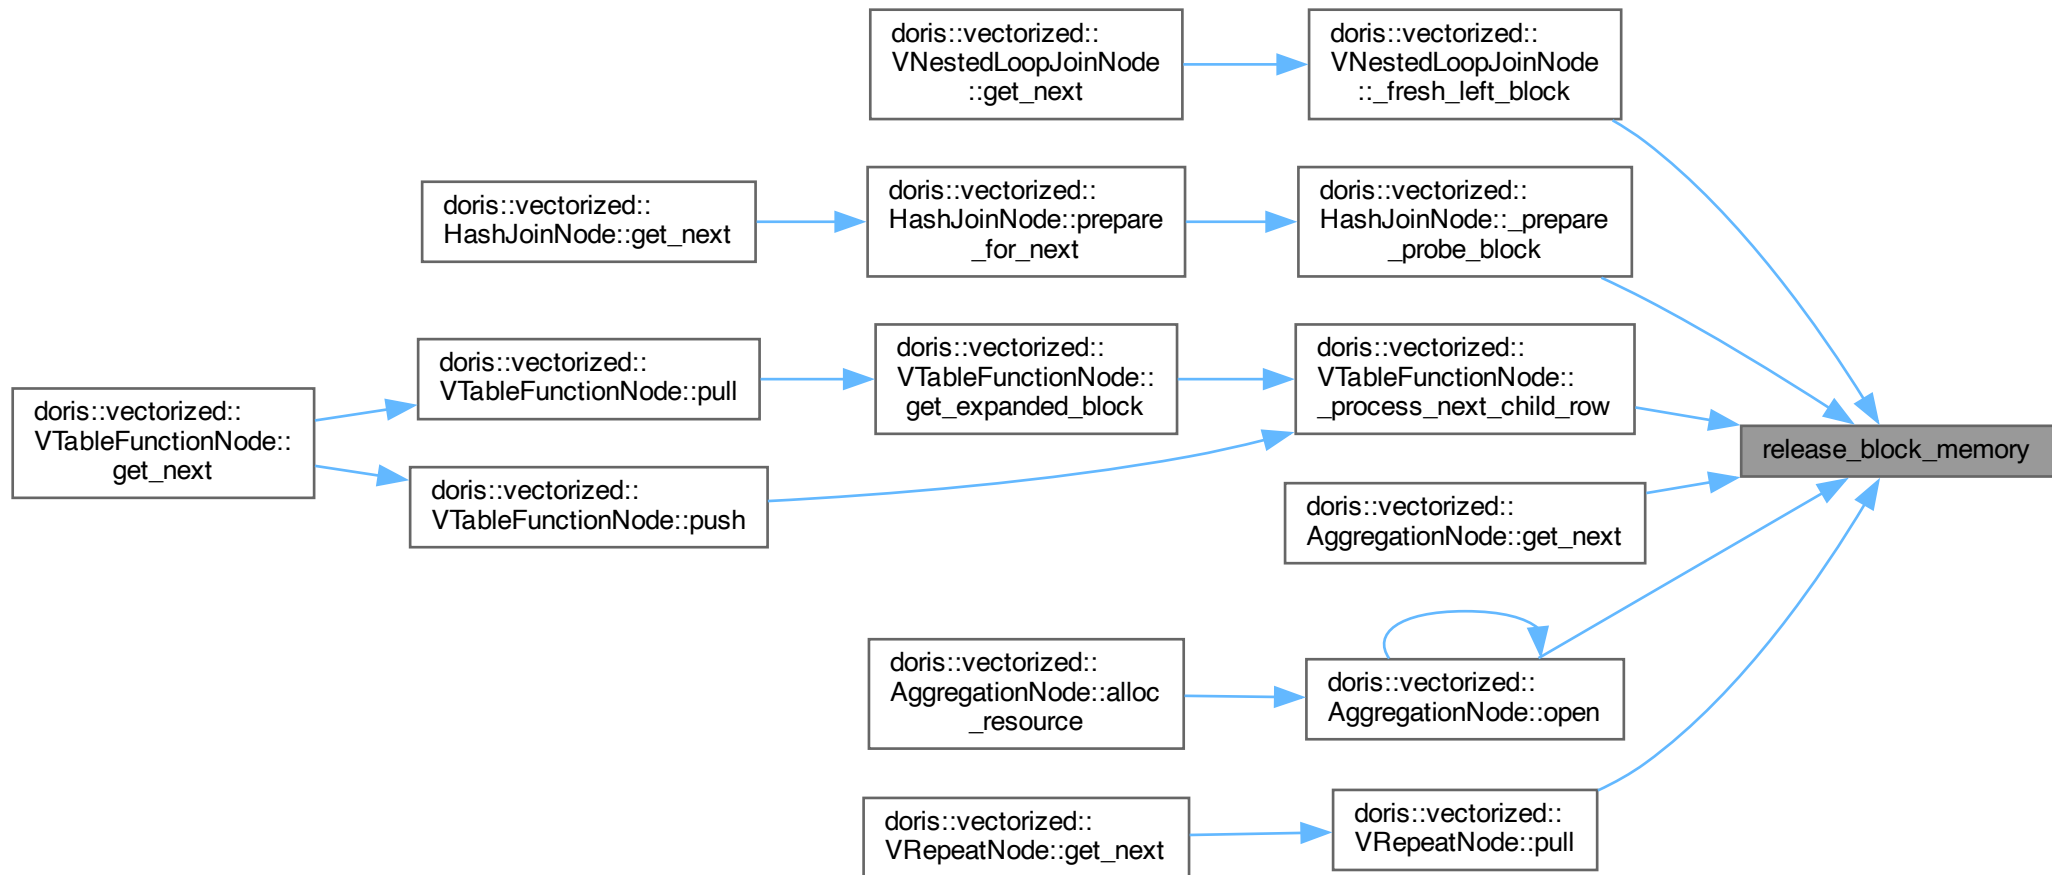 doris::vectorized::
VNestedLoopJoinNode
::get_next
doris::vectorized::
VNestedLoopJoinNode
::_fresh_left_block
doris::vectorized::
HashJoinNode::get_next
doris::vectorized::
HashJoinNode::prepare
_for_next
doris::vectorized::
HashJoinNode::_prepare
_probe_block
doris::vectorized::
VTableFunctionNode::
get_next
doris::vectorized::
VTableFunctionNode::pull
doris::vectorized::
VTableFunctionNode::
get_expanded_block
doris::vectorized::
VTableFunctionNode::
_process_next_child_row
release_block_memory
doris::vectorized::
VTableFunctionNode::push
doris::vectorized::
AggregationNode::get_next
doris::vectorized::
AggregationNode::alloc
_resource
doris::vectorized::
AggregationNode::open
doris::vectorized::
VRepeatNode::get_next
doris::vectorized::
VRepeatNode::pull